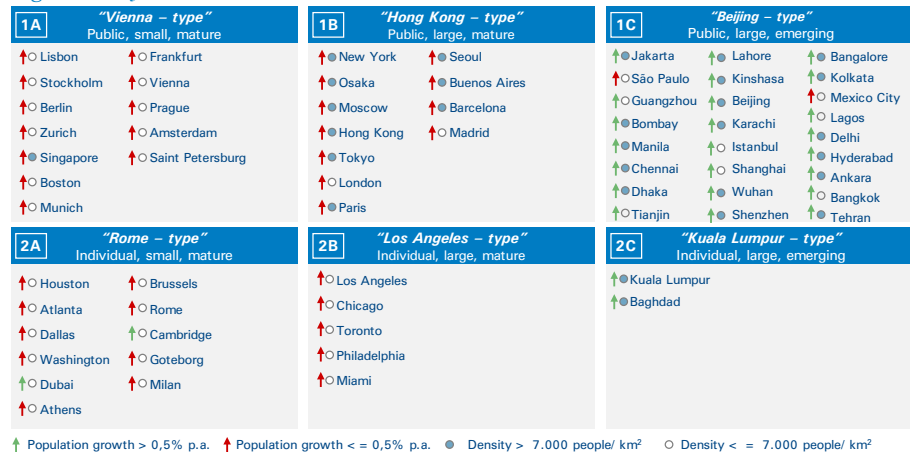 1A
"Vienna – type"
Public, small, mature
Lisbon
Stockholm
Berlin
Zurich
Singapore
Boston
Munich
Frankfurt
Vienna
Prague
Amsterdam
Saint Petersburg
1B
"Hong Kong – type"
Public, large, mature
New York
Osaka
Moscow
Hong Kong
Tokyo
London
Paris
Seoul
Buenos Aires
Barcelona
Madrid
1C
"Beijing – type"
Public, large, emerging
Jakarta
São Paulo
Guangzhou
Bombay
Manila
Chennai
Dhaka
Tianjin
Lahore
Kinshasa
Beijing
Karachi
Istanbul
Shanghai
Wuhan
Shenzhen
Bangalore
Kolkata
Mexico City
Lagos
Delhi
Hyderabad
Ankara
Bangkok
Tehran
2A
"Rome – type"
Individual, small, mature
Houston
Atlanta
Dallas
Washington
Dubai
Athens
Brussels
Rome
Cambridge
Goteborg
Milan
2B
"Los Angeles – type"
Individual, large, mature
Los Angeles
Chicago
Toronto
Philadelphia
Miami
2C
"Kuala Lumpur – type"
Individual, large, emerging
Kuala Lumpur
Baghdad
Population growth > 0,5% p.a. Population growth < = 0,5% p.a. Density > 7.000 people/ km² Density < = 7.000 people/ km²